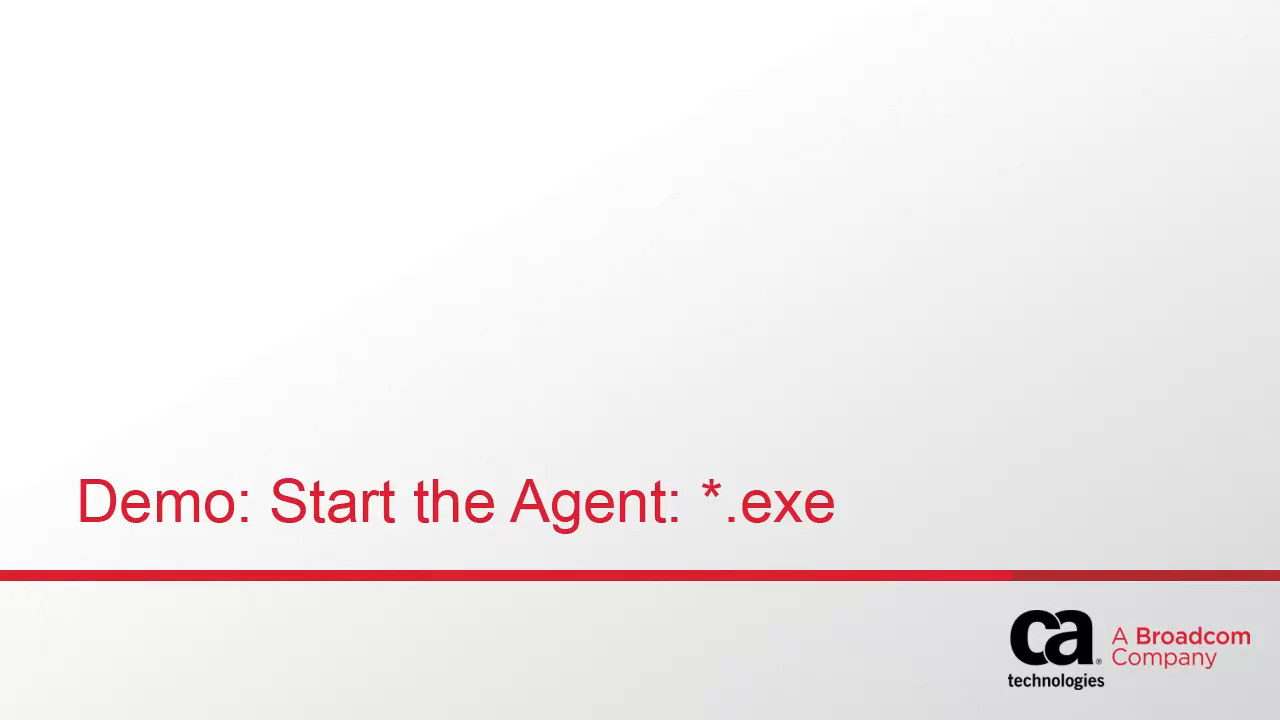 Demo: Start the Agent: *.exe
ca®
technologies
A Broadcom
Company